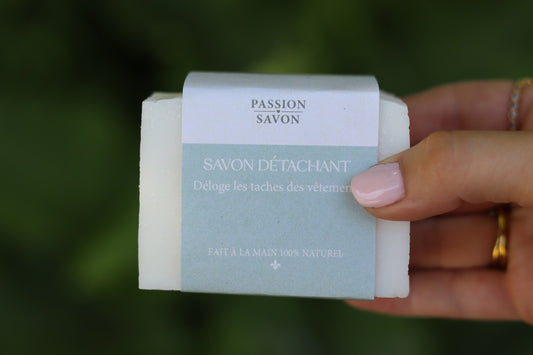 PASSION
SAVON
SAVON DÉTACHANT
Déloge les taches des
FAIT À LA MAIN 100% NATUREL